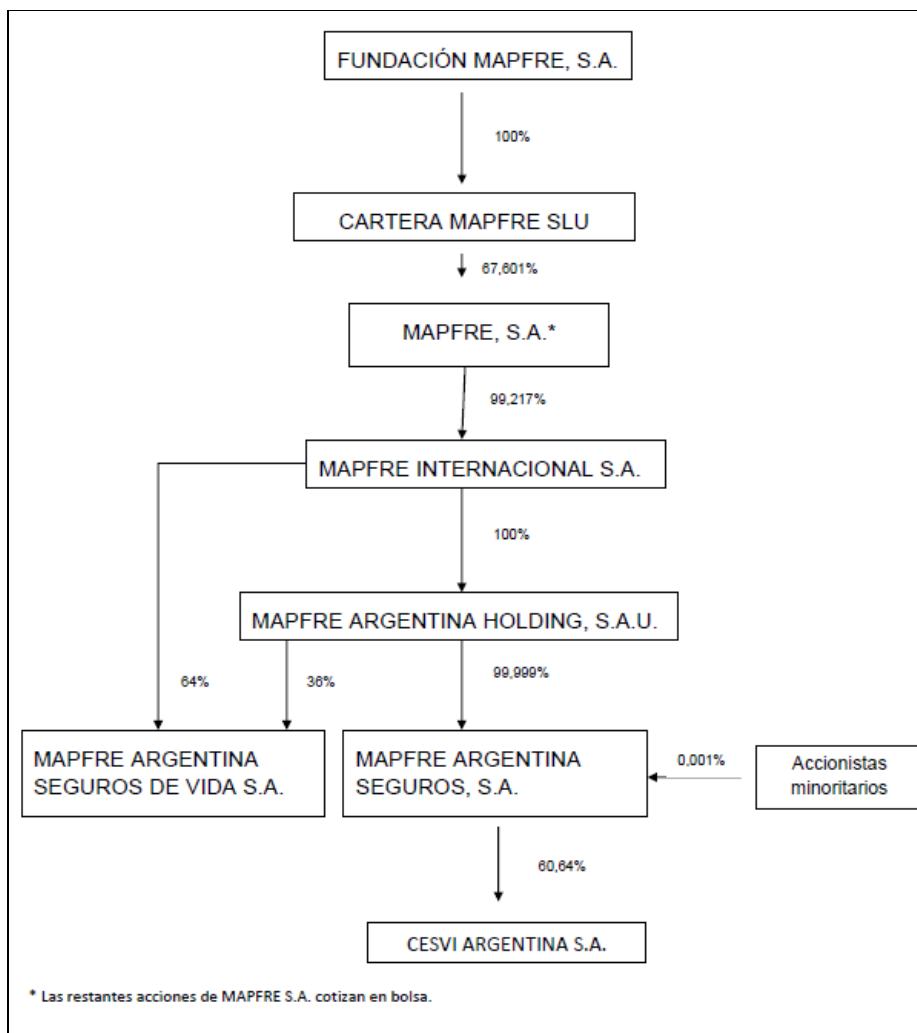 FUNDACIÓN MAPFRE, S.A.
100%
CARTERA MAPFRE SLU
67,601%
MAPFRE, S.A.*
99,217%
MAPFRE INTERNACIONAL S.A.
100%
MAPFRE ARGENTINA HOLDING, S.A.U.
64%
36%
99,999%
MAPFRE ARGENTINA
SEGUROS DE VIDA S.A.
MAPFRE ARGENTINA
SEGUROS, S.A.
0,001%
Accionistas
minoritarios
60,64%
CESVI ARGENTINA S.A.
* Las restantes acciones de MAPFRE S.A. cotizan en bolsa.